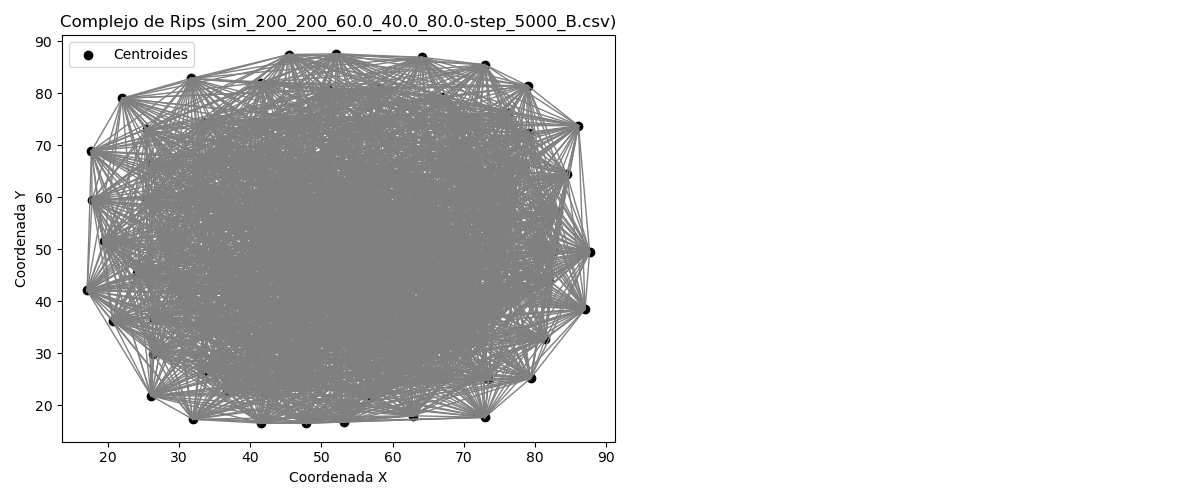 Complejo de Rips (sim_200_200_60.0_40.0_80.0-step_5000_B.csv)
Centroides
90
80
70
60
50
40
30
20
Coordenada Y
20 30 40 50 60 70 80 90
Coordenada X